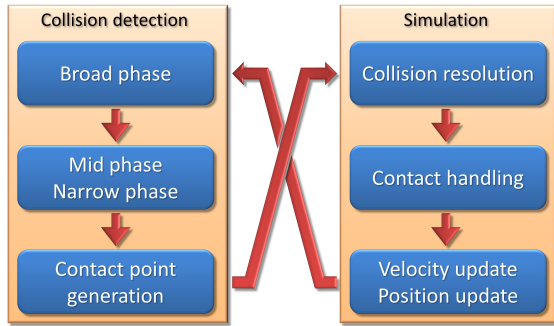 Collision detection
Broad phase
Mid phase
Narrow phase
Contact point
generation
Simulation
Collision resolution
Contact handling
Velocity update
Position update